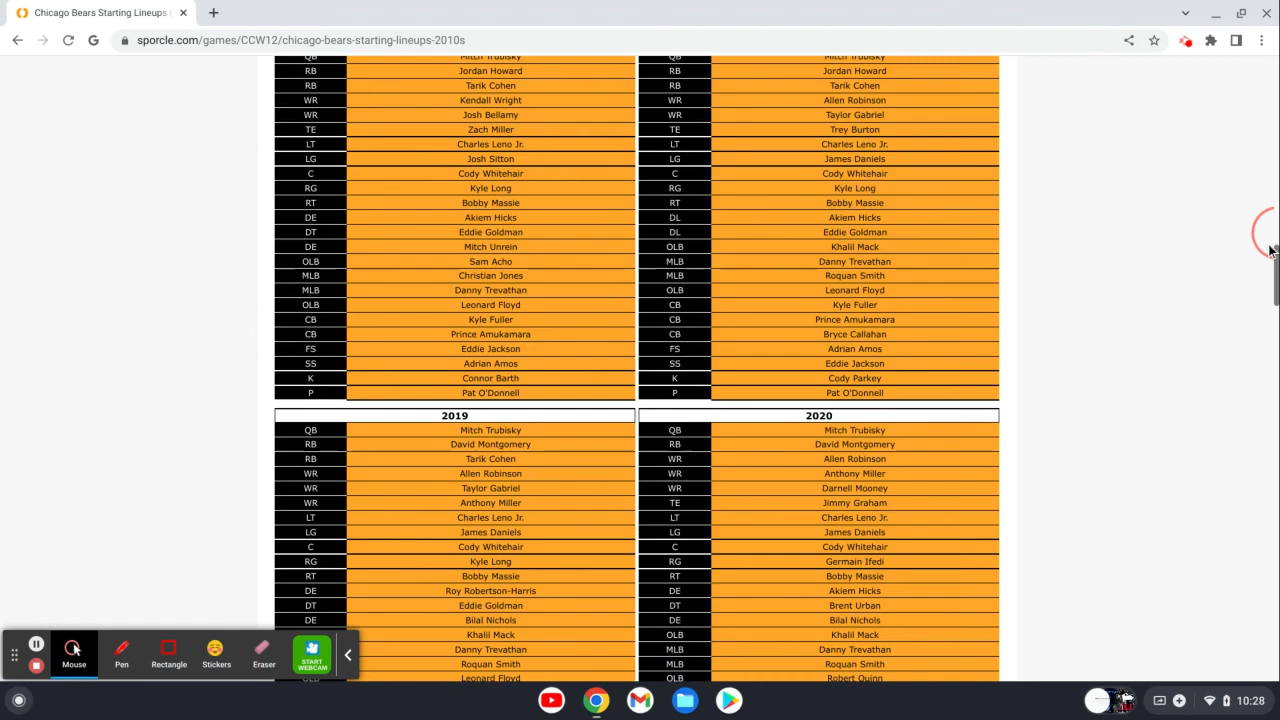 Chicago Bears Starting Lineups (
sporcle.com/games/CCW12/chicago-bears-starting-lineups-2010s
QB Mitch Trubisky QB Mitch Trubisky
RB Jordan Howard RB Jordan Howard
RB Tarik Cohen RB Tarik Cohen
WR Kendall Wright WR Allen Robinson
WR Josh Bellamy WR Taylor Gabriel
TE Zach Miller TE Trey Burton
LT Charles Leno Jr. LT Charles Leno Jr.
LG Josh Sitton LG James Daniels
C Cody Whitehair C Cody Whitehair
RG Kyle Long RG Kyle Long
RT Bobby Massie RT Bobby Massie
DE Akiem Hicks DL Akiem Hicks
DT Eddie Goldman DL Eddie Goldman
DE Mitch Unrein OLB Khalil Mack
OLB Sam Acho MLB Danny Trevathan
MLB Christian Jones MLB Roquan Smith
MLB Danny Trevathan OLB Leonard Floyd
OLB Leonard Floyd CB Kyle Fuller
CB Kyle Fuller CB Prince Amukamara
CB Prince Amukamara CB Bryce Callahan
FS Eddie Jackson FS Adrian Amos
SS Adrian Amos SS Eddie Jackson
K Connor Barth K Cody Parkey
P Pat O'Donnell P Pat O'Donnell
2019 2020
QB Mitch Trubisky QB Mitch Trubisky
RB David Montgomery RB David Montgomery
RB Tarik Cohen WR Allen Robinson
WR Allen Robinson WR Anthony Miller
WR Taylor Gabriel WR Darnell Mooney
WR Anthony Miller TE Jimmy Graham
LT Charles Leno Jr. LT Charles Leno Jr.
LG James Daniels LG James Daniels
C Cody Whitehair C Cody Whitehair
RG Kyle Long RG Germain Ifedi
RT Bobby Massie RT Bobby Massie
DE Roy Robertson-Harris DE Akiem Hicks
DT Eddie Goldman DT Brent Urban
DE Bilal Nichols DE Bilal Nichols
Khalil Mack OLB Khalil Mack
Danny Trevathan MLB Danny Trevathan
Roquan Smith MLB Roquan Smith
OLB Leonard Floyd OLB Robert Quinn
Mouse Pen Rectangle Stickers Eraser START WEBCAM
10:28